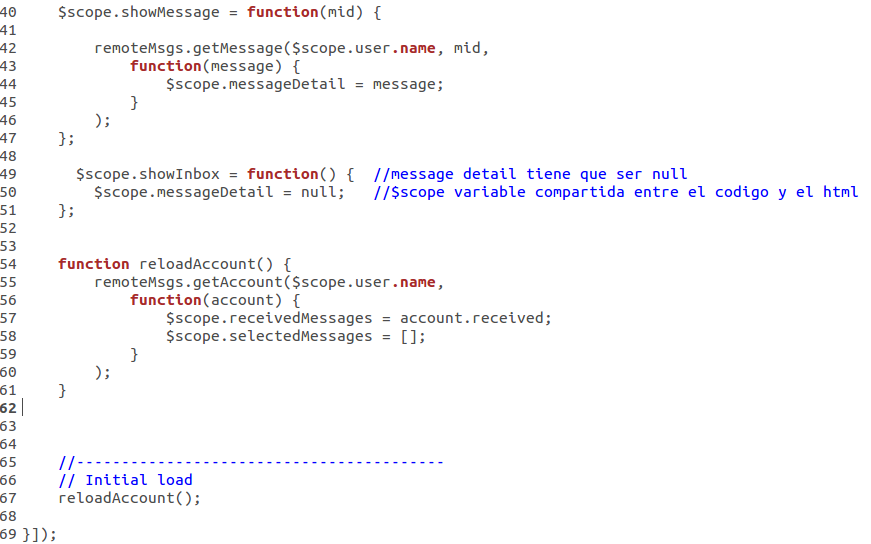 40 $scope.showMessage = function(mid) {
41
42 remoteMsgs.getMessage($scope.user.name, mid,
43 function(message) {
44 $scope.messageDetail = message;
45 }
46 );
47 };
48
49 $scope.showInbox = function() { //message detail tiene que ser null
50 $scope.messageDetail = null; //$scope variable compartida entre el codigo y el html
51 };
52
53
54 function reloadAccount() {
55 remoteMsgs.getAccount($scope.user.name,
56 function(account) {
57 $scope.receivedMessages = account.received;
58 $scope.selectedMessages = [];
59 }
60 );
61 }
62
63
64
65 //-----------------------------------------
66 // Initial load
67 reloadAccount();
68
69 }]);